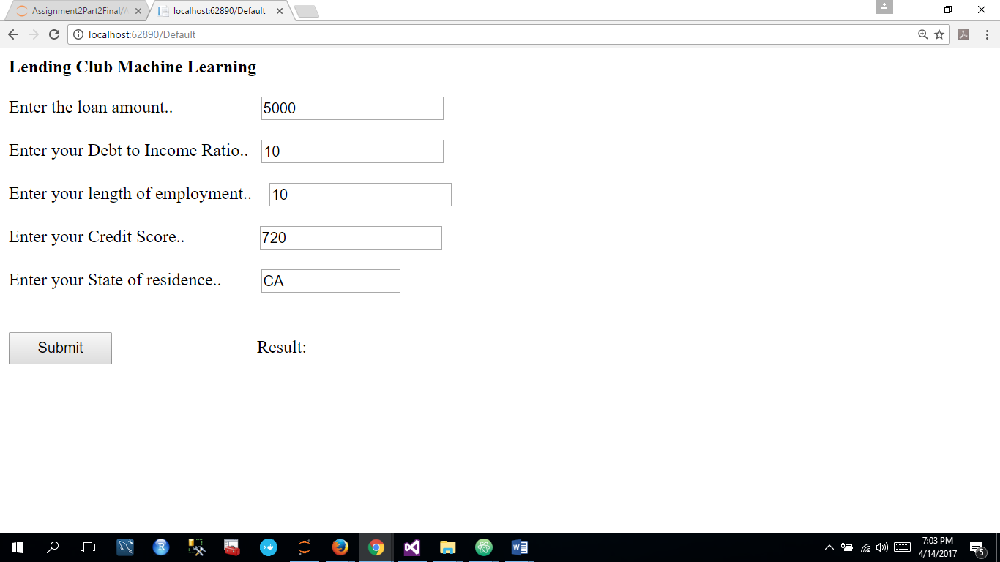 Assignment2Part2Final/A
localhost:62890/Default
localhost:62890/Default
Lending Club Machine Learning
Enter the loan amount.. 5000
Enter your Debt to Income Ratio.. 10
Enter your length of employment.. 10
Enter your Credit Score.. 720
Enter your State of residence.. CA
Submit Result:
7:03 PM
4/14/2017
5